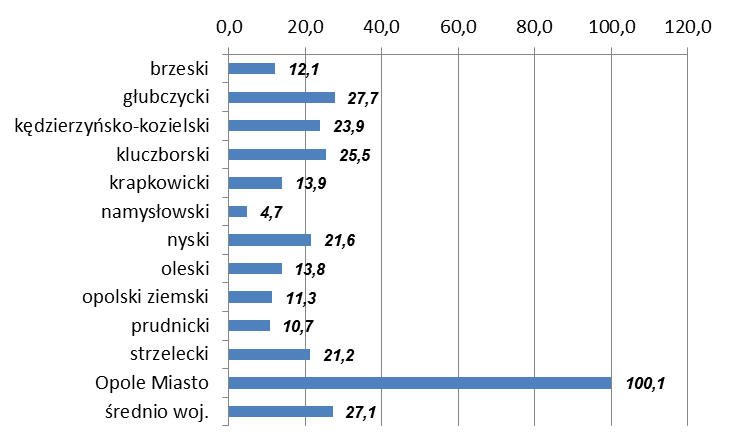 0,0 20,0 40,0 60,0 80,0 100,0 120,0
brzeski 12,1
głubczycki 27,7
kędzierzyńsko-kozielski 23,9
kluczborski 25,5
krapkowicki 13,9
namysłowski 4,7
nyski 21,6
oleski 13,8
opolski ziemski 11,3
prudnicki 10,7
strzelecki 21,2
Opole Miasto 100,1
średnio woj. 27,1